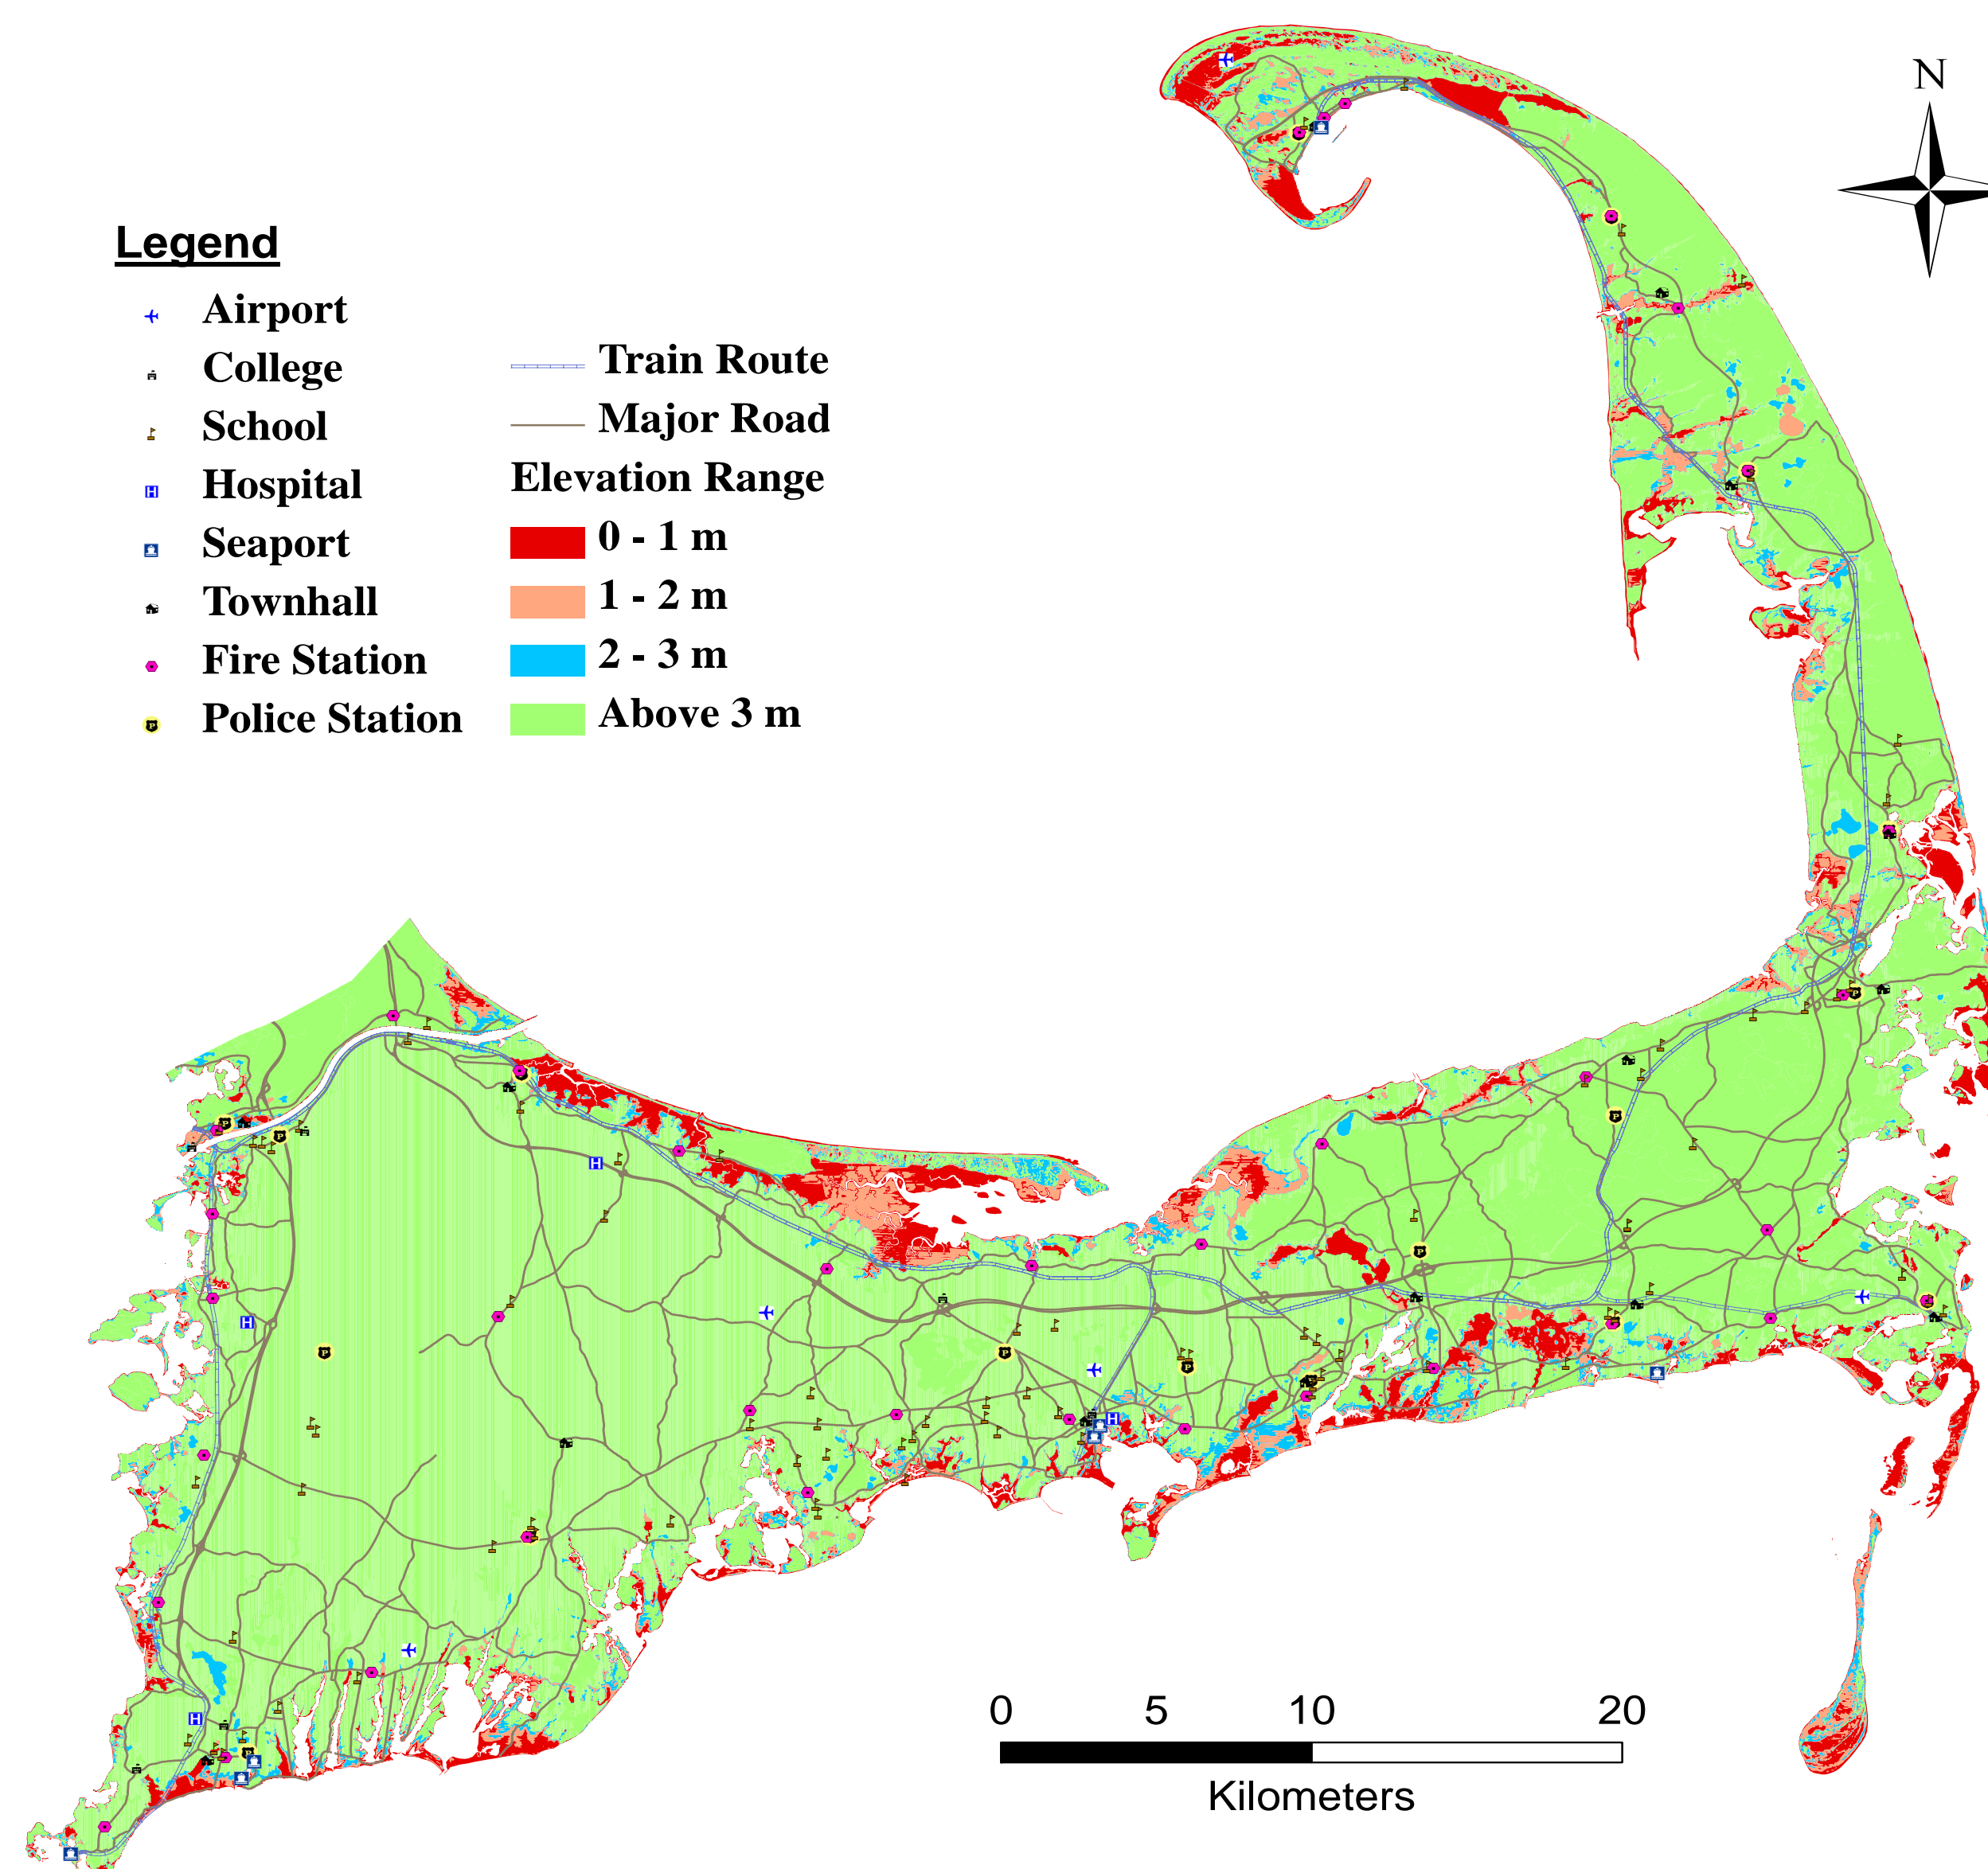 N
Legend
Airport
College
School
Hospital
Seaport
Townhall
Fire Station
Police Station
Train Route
Major Road
Elevation Range
0 - 1 m
1 - 2 m
2 - 3 m
Above 3 m
0 5 10 20
Kilometers